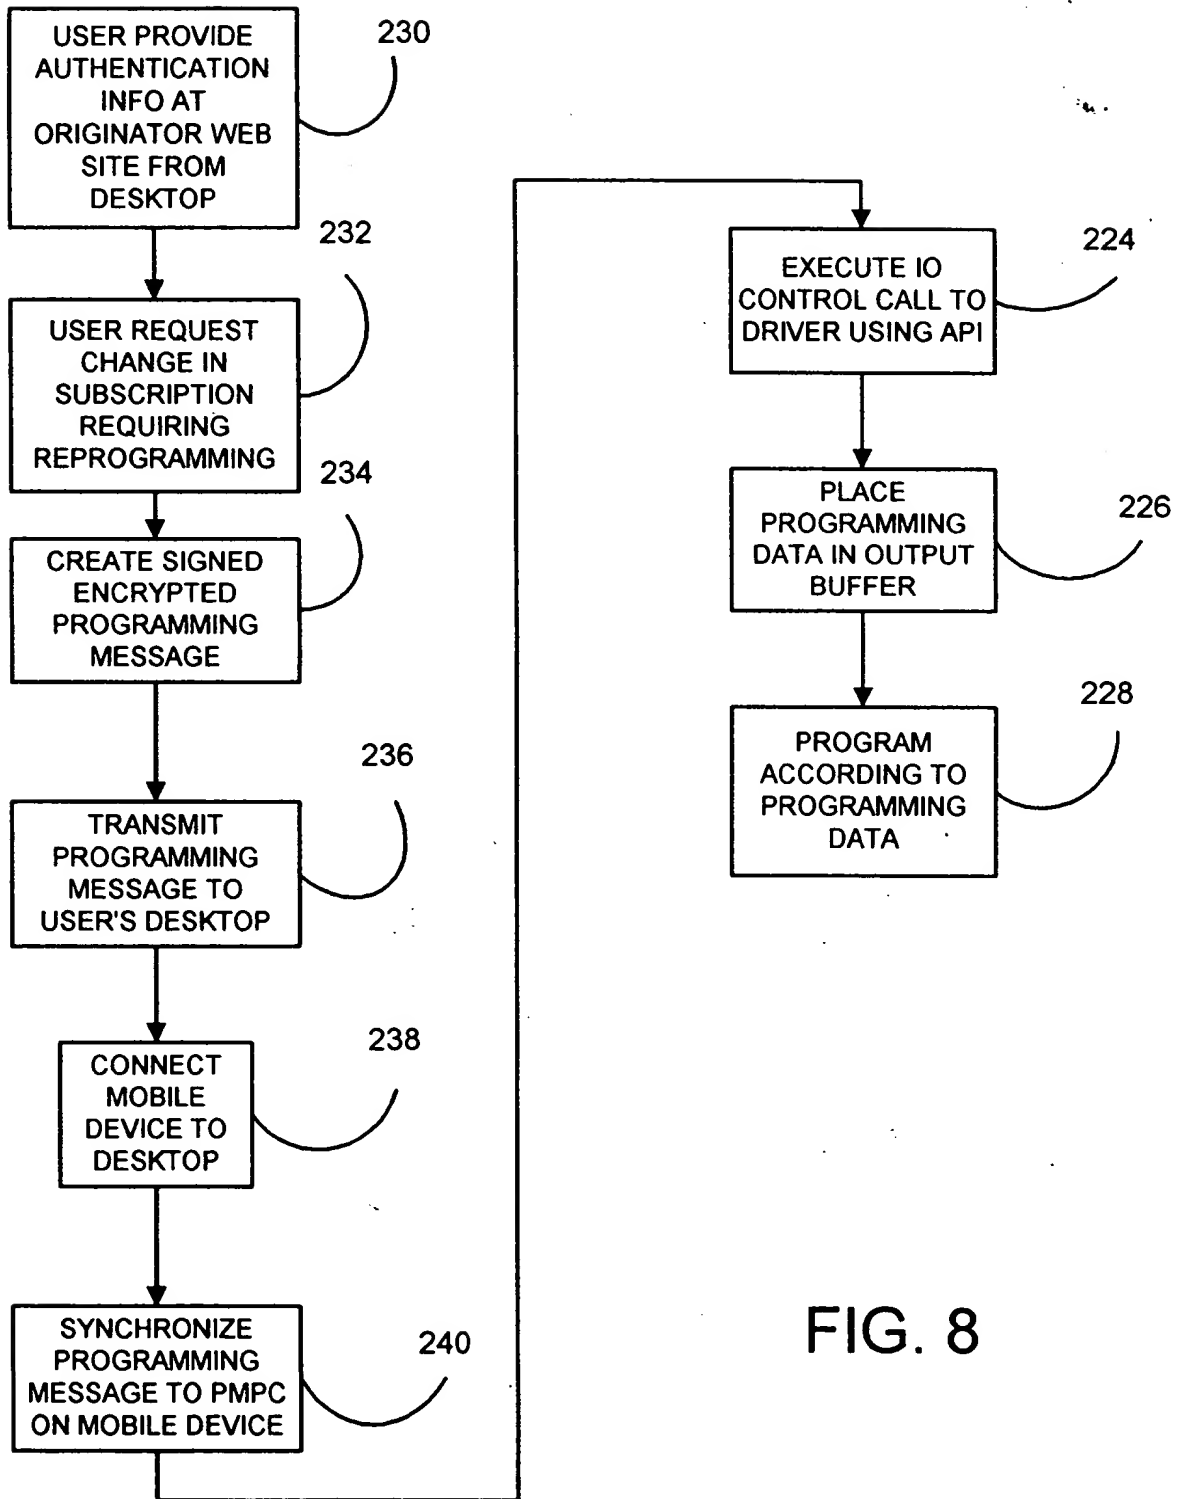 USER PROVIDE
AUTHENTICATION
INFO AT
ORIGINATOR WEB
SITE FROM
DESKTOP
230
USER REQUEST
CHANGE IN
SUBSCRIPTION
REQUIRING
REPROGRAMMING
232
CREATE SIGNED
ENCRYPTED
PROGRAMMING
MESSAGE
234
TRANSMIT
PROGRAMMING
MESSAGE TO
USER'S DESKTOP
236
CONNECT
MOBILE
DEVICE TO
DESKTOP
238
SYNCHRONIZE
PROGRAMMING
MESSAGE TO PMPC
ON MOBILE DEVICE
240
EXECUTE IO
CONTROL CALL TO
DRIVER USING API
224
PLACE
PROGRAMMING
DATA IN OUTPUT
BUFFER
226
PROGRAM
ACCORDING TO
PROGRAMMING
DATA
228
FIG. 8